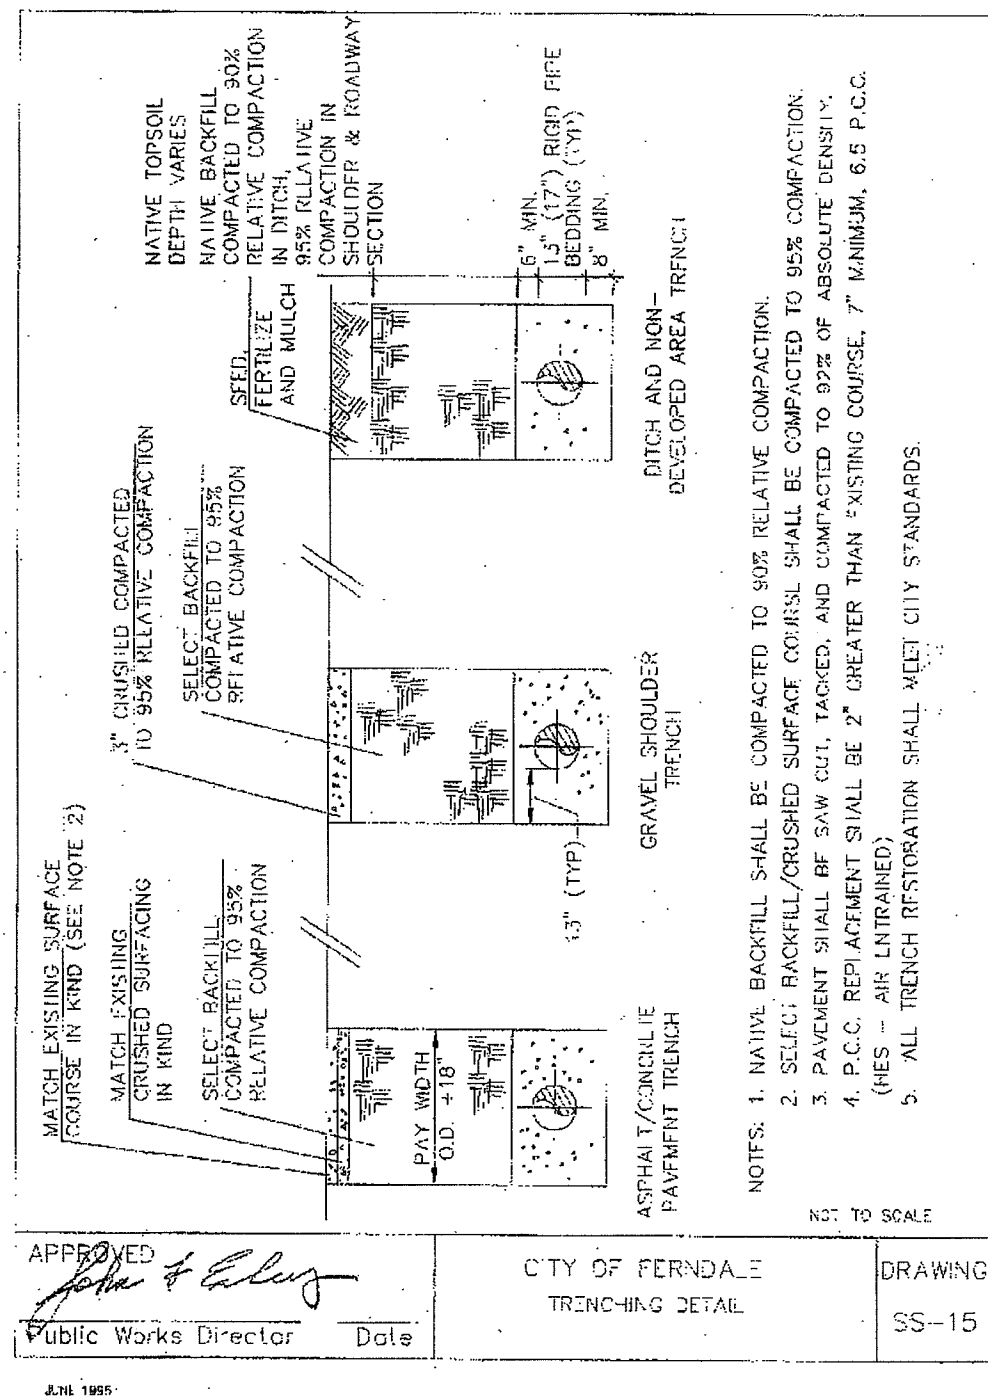 MATCH EXISTING SURFACE
COURSE IN KIND (SEE NOTE 2)
MATCH EXISTING
CRUSHED SURFACING
IN KIND
SELECT BACKFILL
COMPACTED TO 95%
RELATIVE COMPACTION
3" CRUSHED COMPACTED
TO 95% RELATIVE COMPACTION
SELECT BACKFILL
COMPACTED TO 95%
RELATIVE COMPACTION
SEED,
FERTILIZE
AND MULCH
NATIVE TOPSOIL
DEPTH VARIES
NATIVE BACKFILL
COMPACTED TO 90%
RELATIVE COMPACTION
IN DITCH,
95% RELATIVE
COMPACTION IN
SHOULDER & ROADWAY
SECTION
6" MIN.
(17") RIGID PIPE
BEDDING (TYP)
8" MIN.
PAY WIDTH
O.D. +18"
(TYP)
ASPHALT/CONCRETE
PAVEMENT TRENCH
GRAVEL SHOULDER
TRENCH
DITCH AND NON-
DEVELOPED AREA TRENCH
NOTES: 1. NATIVE BACKFILL SHALL BE COMPACTED TO 90% RELATIVE COMPACTION.
2. SELECT BACKFILL/CRUSHED SURFACE COURSE SHALL BE COMPACTED TO 95% COMPACTION.
3. PAVEMENT SHALL BE SAW CUT, TACKED, AND COMPACTED TO 92% OF ABSOLUTE DENSITY.
4. P.C.C. REPLACEMENT SHALL BE 2" GREATER THAN EXISTING COURSE, 7" MINIMUM, 6.5 P.C.C.
(HES - AIR ENTRAINED)
5. ALL TRENCH RESTORATION SHALL MEET CITY STANDARDS.
NOT TO SCALE
APPROVED
Public Works Director Date
CITY OF FERNDALE
TRENCHING DETAIL
DRAWING
SS-15
JUNE 1995